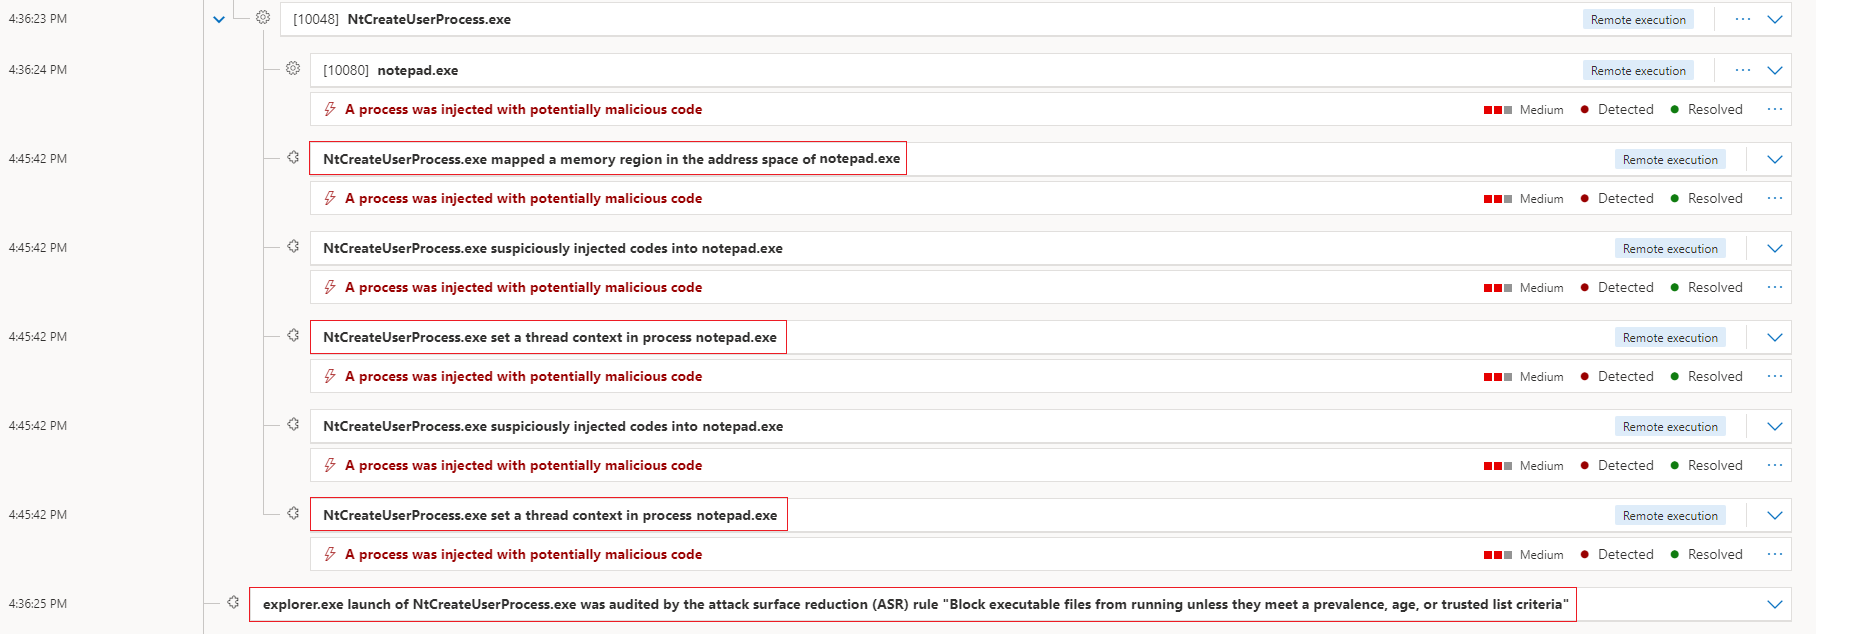 4:36:23 PM [10048] NtCreateUserProcess.exe Remote execution ...
4:36:24 PM [10080] notepad.exe Remote execution ...
A process was injected with potentially malicious code Medium Detected Resolved ...
4:45:42 PM NtCreateUserProcess.exe mapped a memory region in the address space of notepad.exe Remote execution
A process was injected with potentially malicious code Medium Detected Resolved ...
4:45:42 PM NtCreateUserProcess.exe suspiciously injected codes into notepad.exe Remote execution
A process was injected with potentially malicious code Medium Detected Resolved ...
4:45:42 PM NtCreateUserProcess.exe set a thread context in process notepad.exe Remote execution
A process was injected with potentially malicious code Medium Detected Resolved ...
4:45:42 PM NtCreateUserProcess.exe suspiciously injected codes into notepad.exe Remote execution
A process was injected with potentially malicious code Medium Detected Resolved ...
4:45:42 PM NtCreateUserProcess.exe set a thread context in process notepad.exe Remote execution
A process was injected with potentially malicious code Medium Detected Resolved ...
4:36:25 PM explorer.exe launch of NtCreateUserProcess.exe was audited by the attack surface reduction (ASR) rule "Block executable files from running unless they meet a prevalence, age, or trusted list criteria"